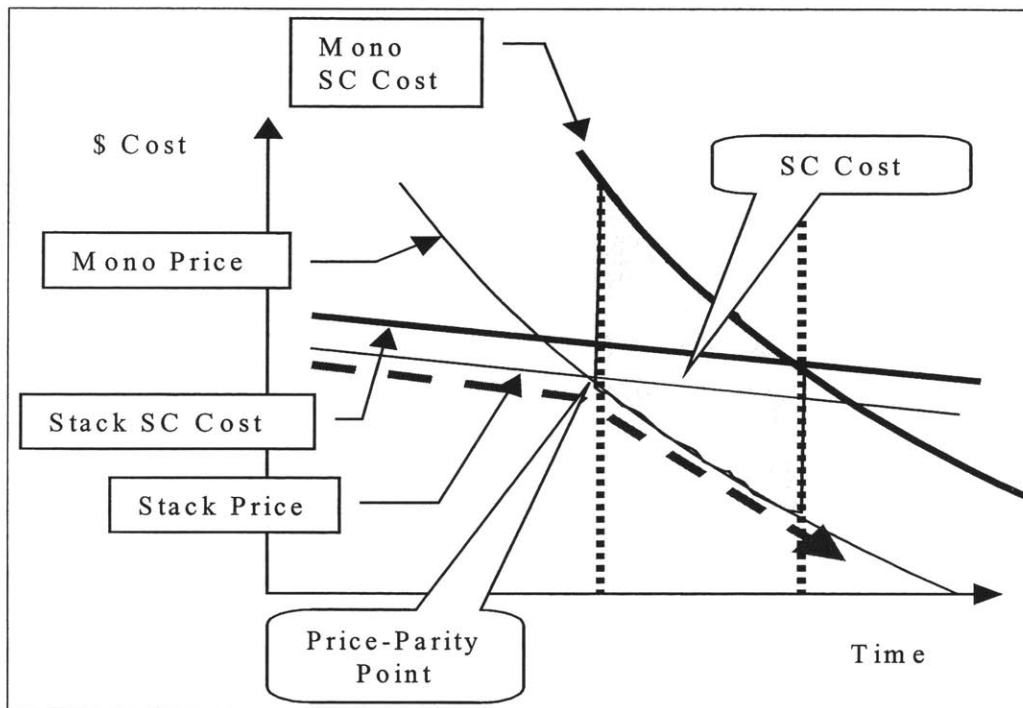 Mono
SC Cost
$ Cost
SC Cost
Mono Price
Stack SC Cost
Stack Price
Price-Parity
Point
Time